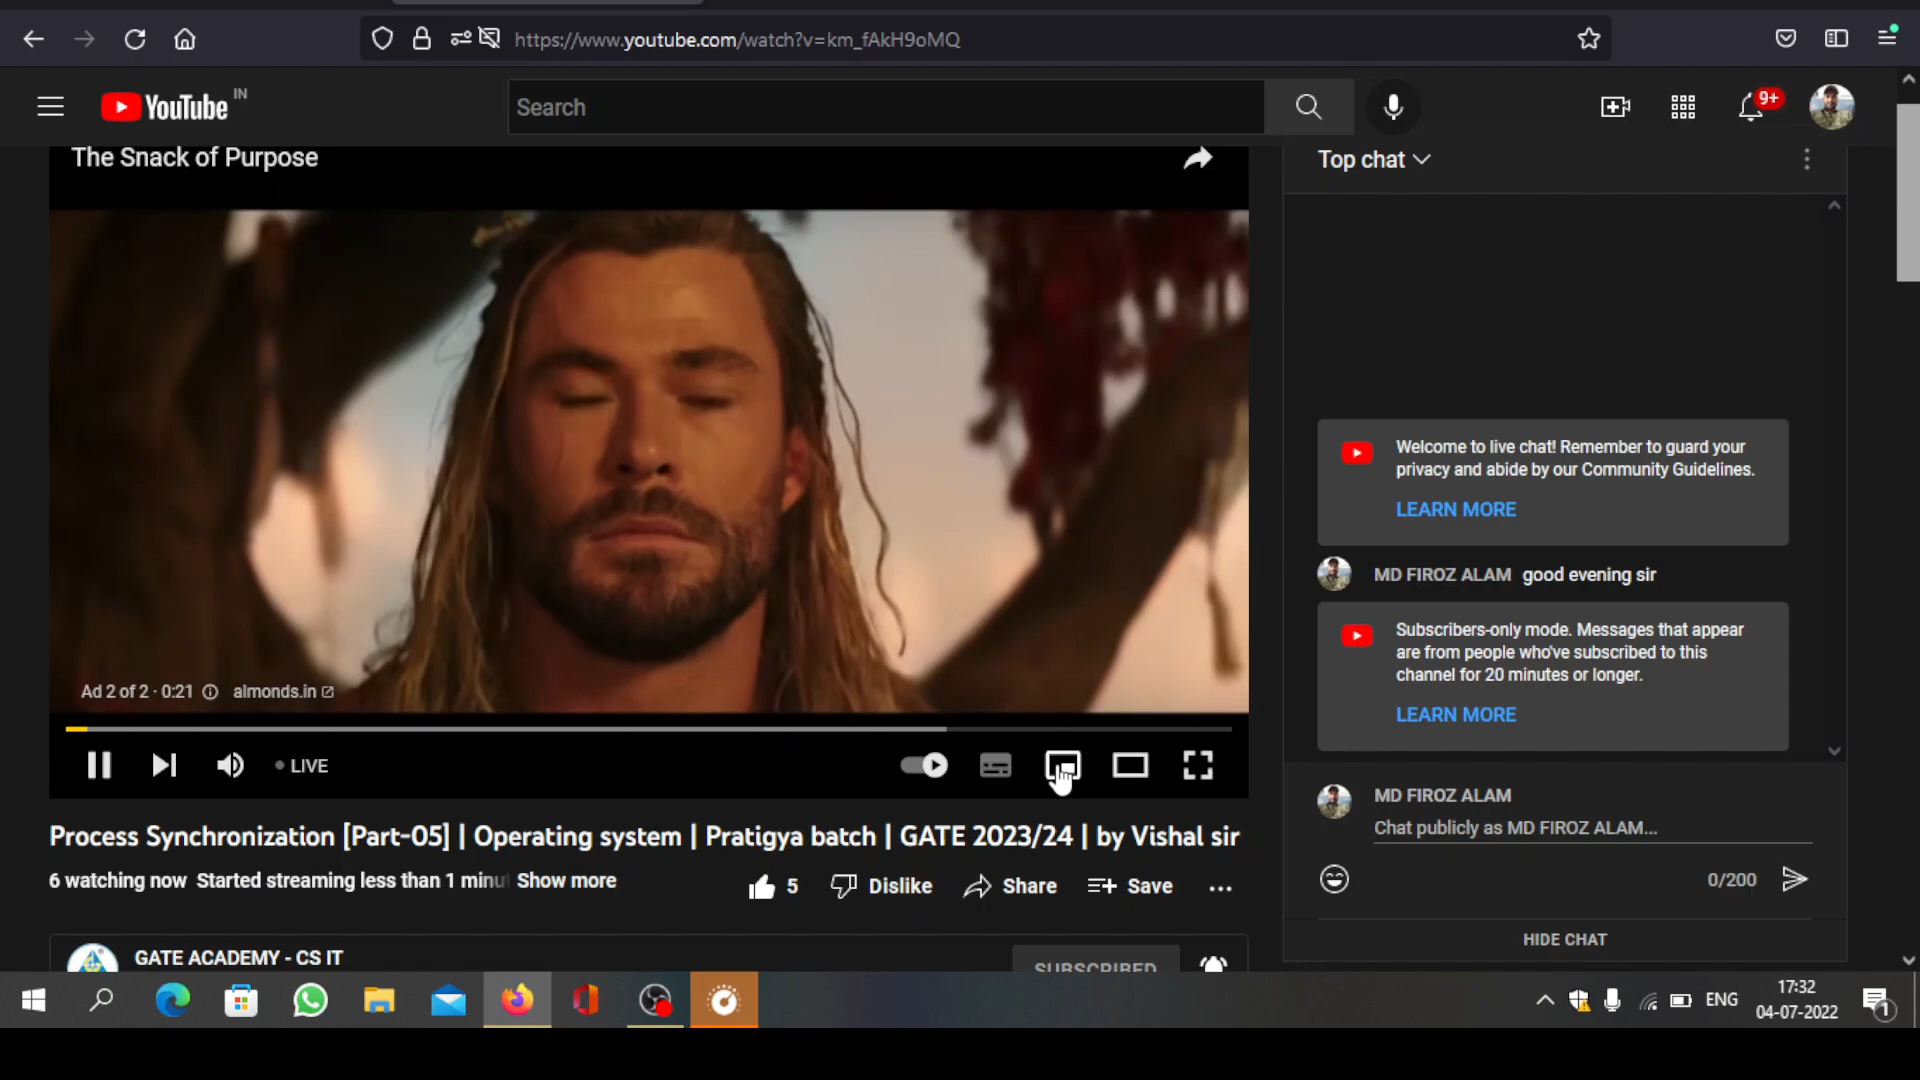 https://www.youtube.com/watch?v=km_fAkH9oMQ
YouTube IN
Search
9+
The Snack of Purpose
Top chat
Welcome to live chat! Remember to guard your
privacy and abide by our Community Guidelines.
LEARN MORE
MD FIROZ ALAM good evening sir
Subscribers-only mode. Messages that appear
are from people who've subscribed to this
channel for 20 minutes or longer.
LEARN MORE
Ad 2 of 2 · 0:21 almonds.in
LIVE
MD FIROZ ALAM
Chat publicly as MD FIROZ ALAM...
0/200
HIDE CHAT
Process Synchronization [Part-05] | Operating system | Pratigya batch | GATE 2023/24 | by Vishal sir
6 watching now Started streaming less than 1 minu Show more
5 Dislike Share Save
GATE ACADEMY - CS IT
SUBSCRIBED
ENG
17:32
04-07-2022
1